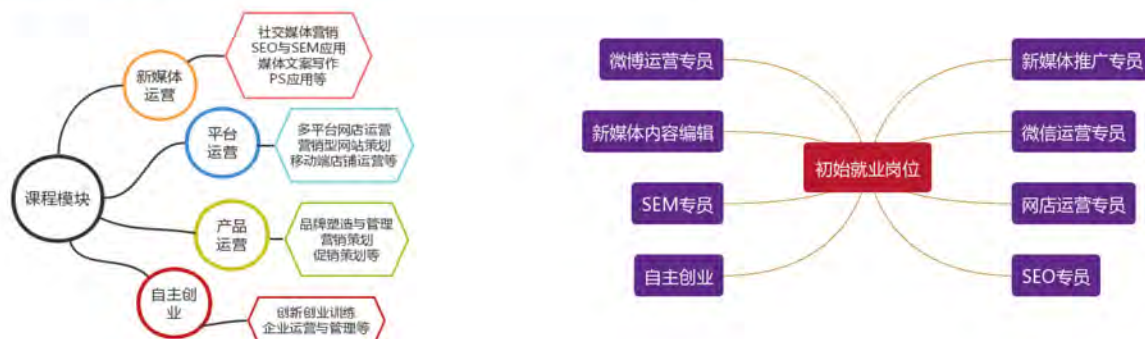 课程模块
新媒体
运营
社交媒体营销
SEO与SEM应用
媒体文案写作
PS应用等
平台
运营
多平台网店运营
营销型网站策划
移动端店铺运营等
产品
运营
品牌塑造与管理
营销策划
促销策划等
自主创
业
创新创业训练
企业运营与管理等
初始就业岗位
微博运营专员
新媒体内容编辑
SEM专员
自主创业
新媒体推广专员
微信运营专员
网店运营专员
SEO专员